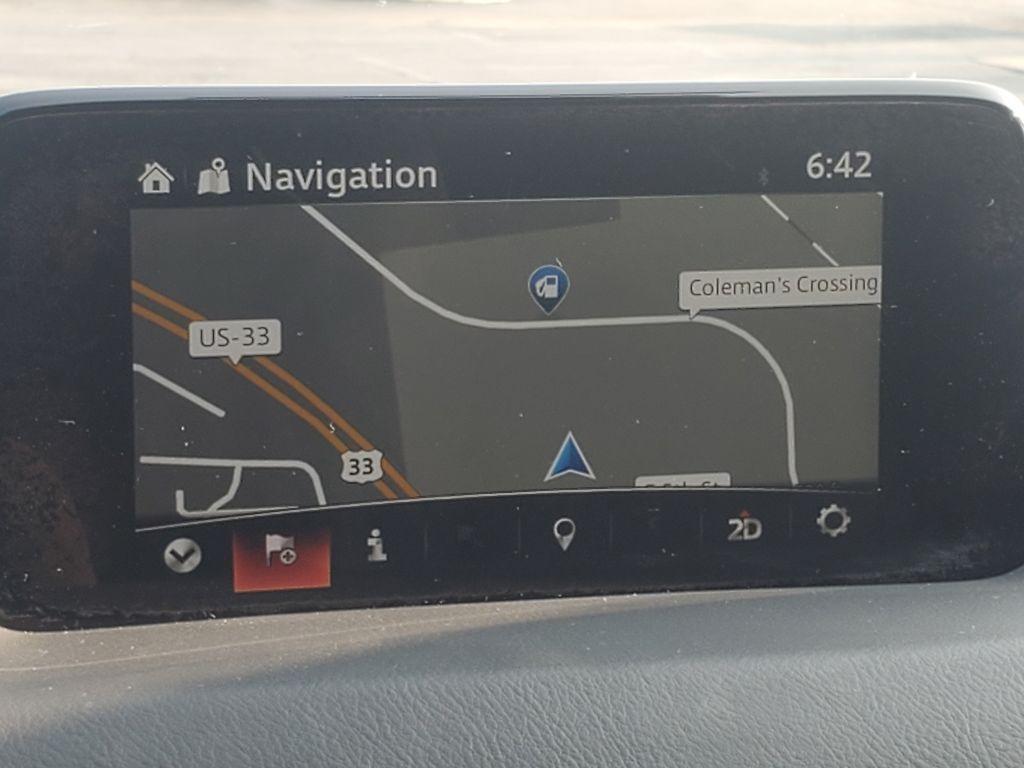 Navigation
6:42
Coleman's Crossing
US-33
33
2D